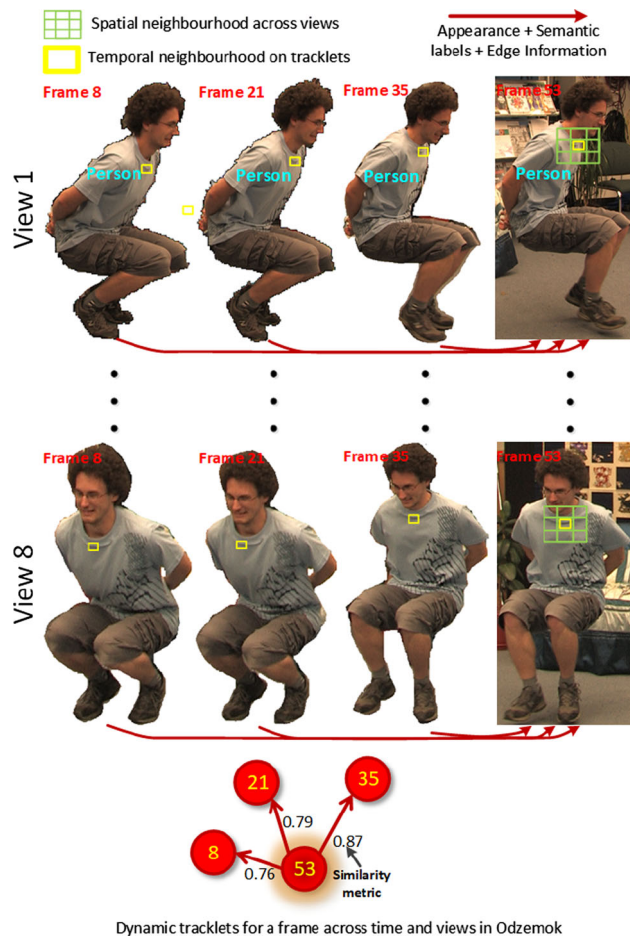 Spatial neighbourhood across views
Temporal neighbourhood on tracklets
Appearance + Semantic
labels + Edge Information
Frame 8
Frame 21
Frame 35
Frame 53
Person
Person
Person
Person
View 1
Frame 8
Frame 21
Frame 35
Frame 53
View 8
21
35
0.79
0.87
8
53
0.76
Similarity
metric
Dynamic tracklets for a frame across time and views in Odzemok